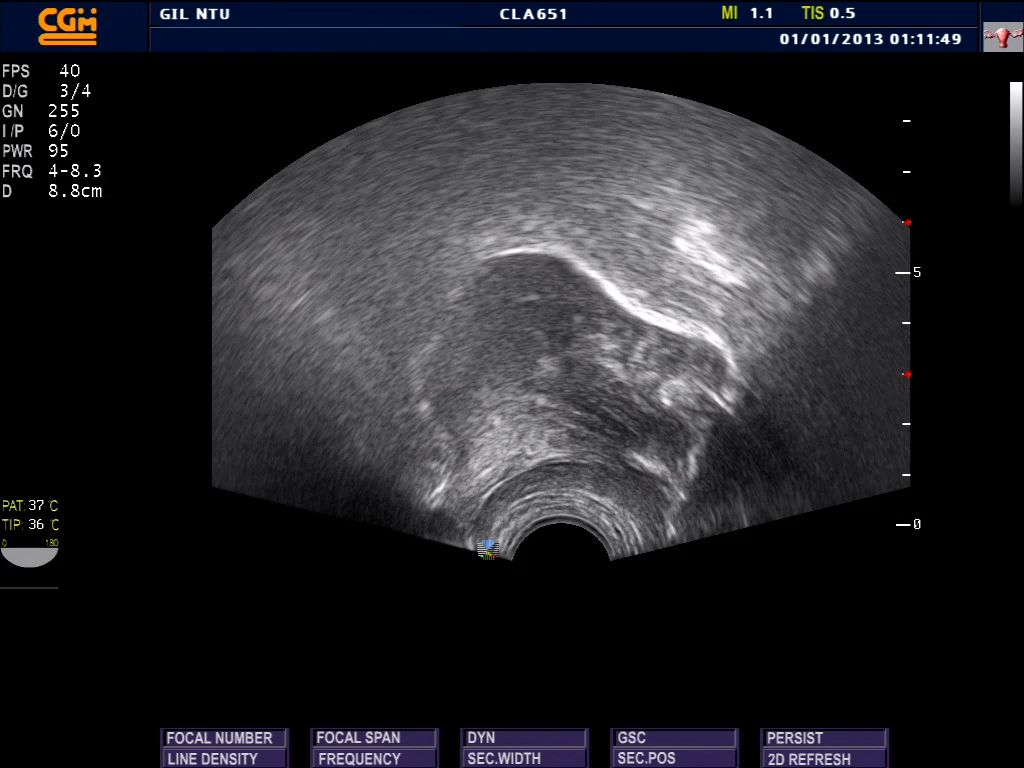 CGM
GIL NTU CLA651 MI 1.1 TIS 0.5
01/01/2013 01:11:49
FPS 40
D/G 3/4
GN 255
I/P 6/0
PWR 95
FRQ 4-8.3
D 8.8cm
5
PAT: 37 °C
TIP: 36 °C
0 180
0
FOCAL NUMBER FOCAL SPAN DYN GSC PERSIST
LINE DENSITY FREQUENCY SEC.WIDTH SEC.POS 2D REFRESH